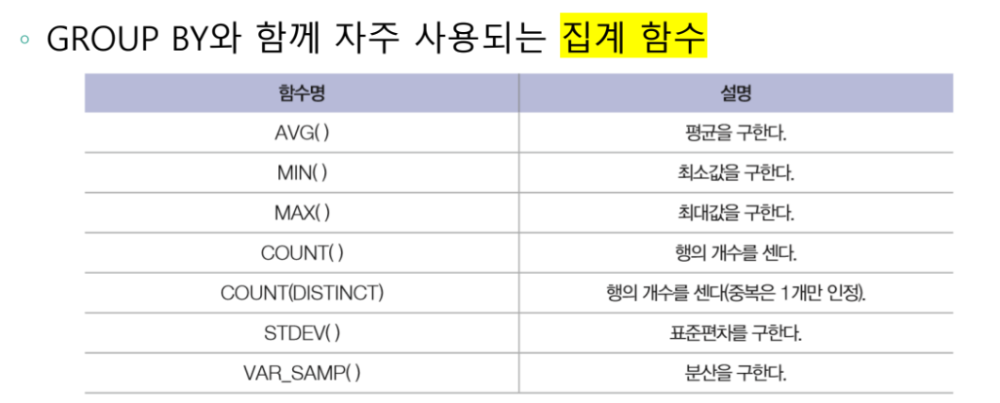 ◦ GROUP BY와 함께 자주 사용되는 집계 함수
함수명 설명
AVG( ) 평균을 구한다.
MIN( ) 최소값을 구한다.
MAX( ) 최대값을 구한다.
COUNT( ) 행의 개수를 센다.
COUNT(DISTINCT) 행의 개수를 센다(중복은 1개만 인정).
STDEV( ) 표준편차를 구한다.
VAR_SAMP( ) 분산을 구한다.